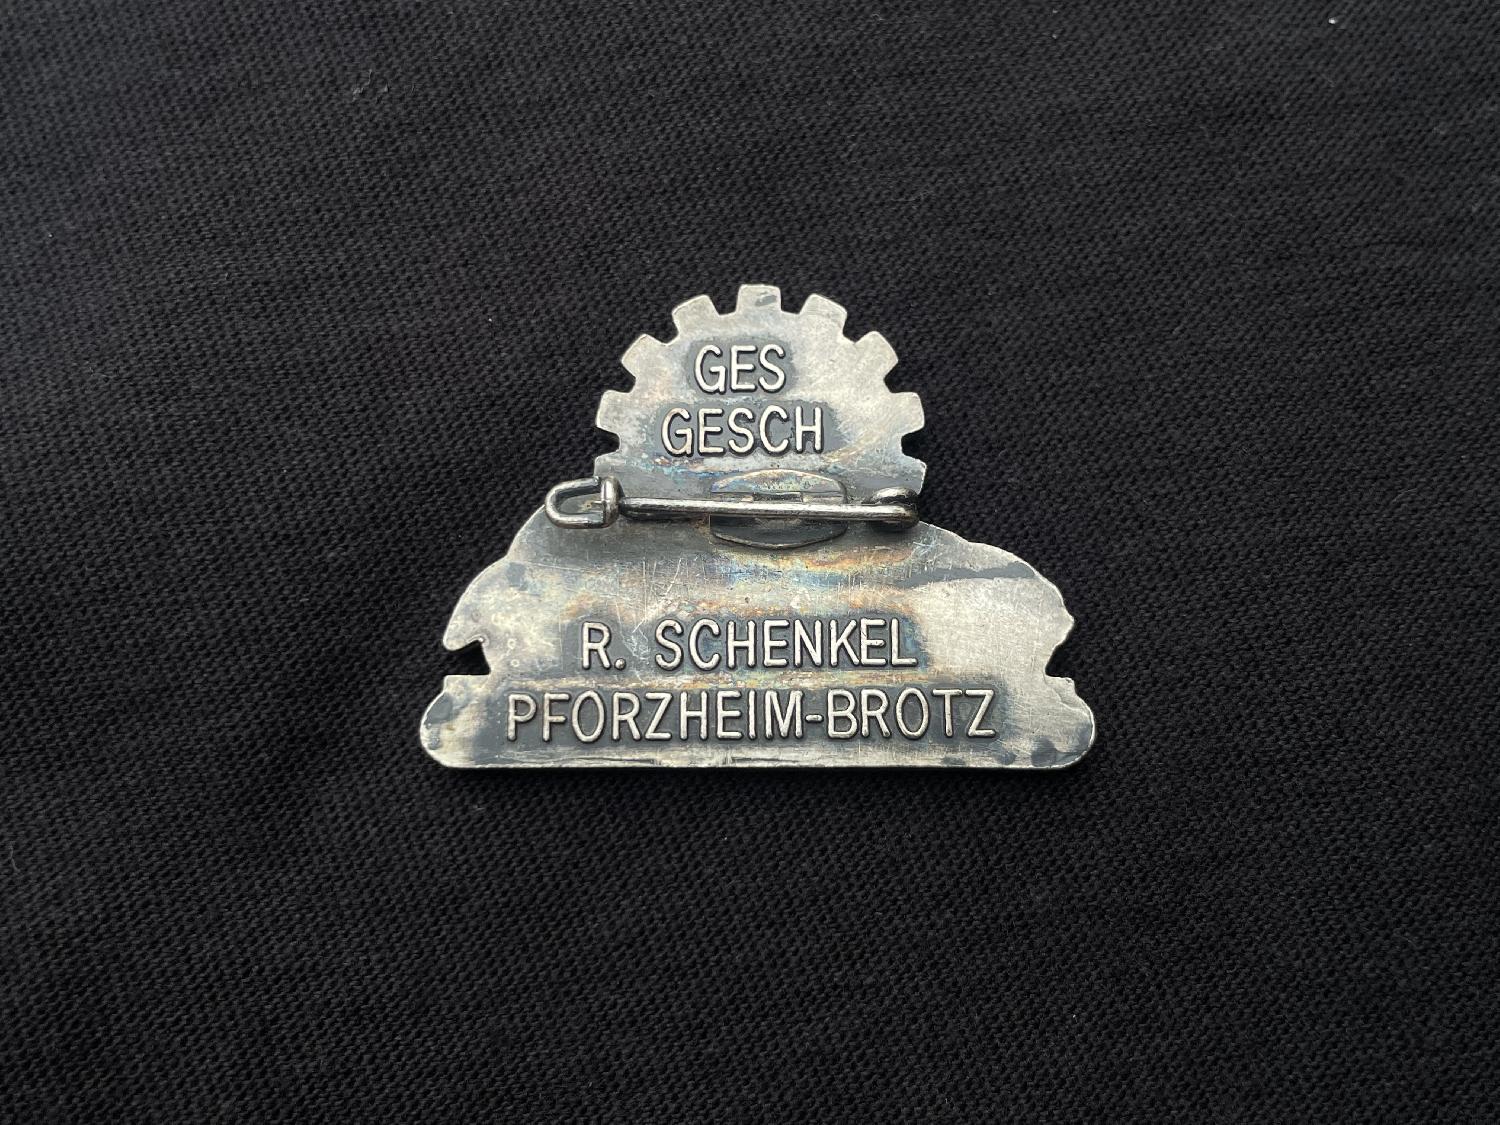 GES
GESCH
R. SCHENKEL
PFORZHEIM-BROTZ